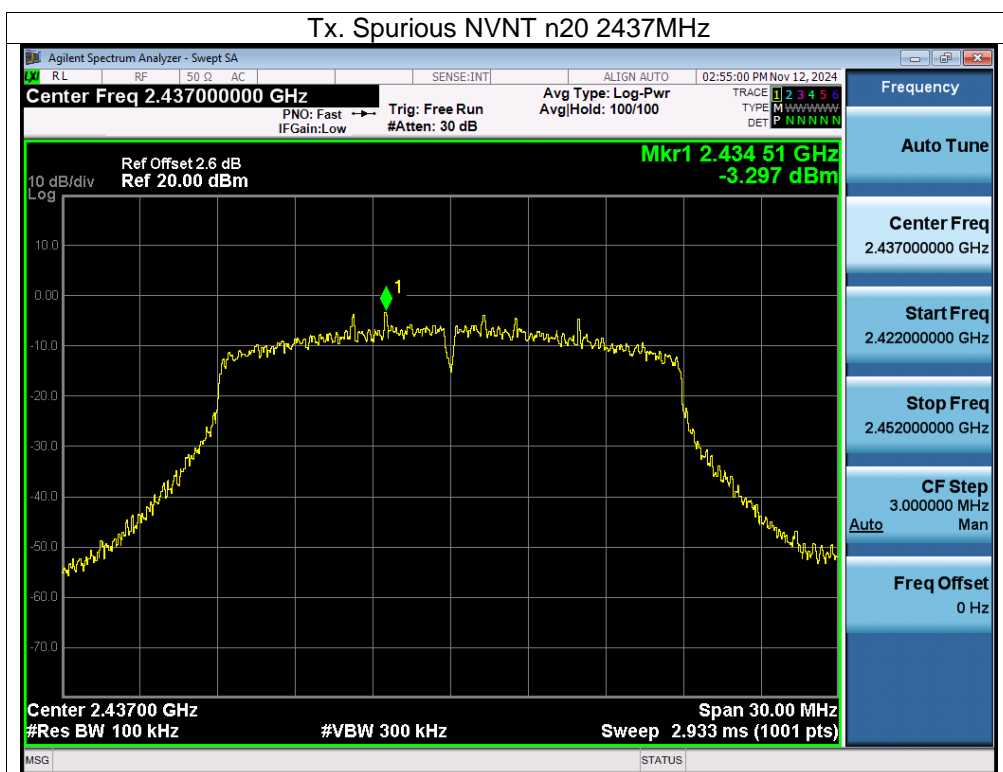 Tx. Spurious NVNT n20 2437MHz
Agilent Spectrum Analyzer - Swept SA
LXI RL RF 50 Ω AC SENSE:INT ALIGN AUTO 02:55:00 PM Nov 12, 2024
Center Freq 2.437000000 GHz
PNO: Fast
IFGain:Low
Trig: Free Run
#Atten: 30 dB
Avg Type: Log-Pwr
Avg|Hold: 100/100
TRACE 1 2 3 4 5 6
TYPE M WWWWW
DET P N N N N N
Mkr1 2.434 51 GHz
-3.297 dBm
Ref Offset 2.6 dB
10 dB/div Ref 20.00 dBm
Log
10.0
0.00
-10.0
-20.0
-30.0
-40.0
-50.0
-60.0
-70.0
1
Center 2.43700 GHz Span 30.00 MHz
#Res BW 100 kHz #VBW 300 kHz Sweep 2.933 ms (1001 pts)
MSG STATUS
Frequency
Auto Tune
Center Freq
2.437000000 GHz
Start Freq
2.422000000 GHz
Stop Freq
2.452000000 GHz
CF Step
3.000000 MHz
Auto Man
Freq Offset
0 Hz